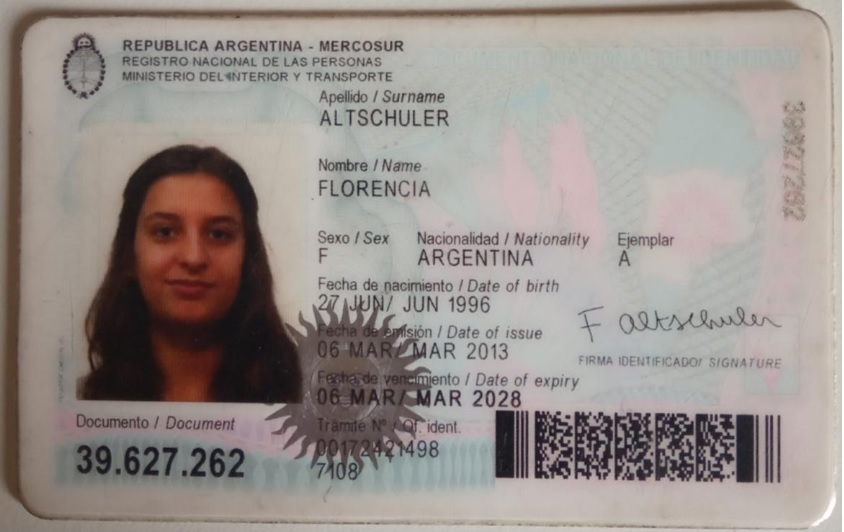 REPUBLICA ARGENTINA - MERCOSUR
REGISTRO NACIONAL DE LAS PERSONAS
MINISTERIO DEL INTERIOR Y TRANSPORTE
Apellido / Surname
ALTSCHULER
Nombre / Name
FLORENCIA
Sexo / Sex Nacionalidad / Nationality Ejemplar
F ARGENTINA A
Fecha de nacimiento / Date of birth
27 JUN/ JUN 1996
Fecha de emisión / Date of issue
06 MAR/ MAR 2013
F altschuler
FIRMA IDENTIFICADO/ SIGNATURE
Fecha de vencimiento / Date of expiry
06 MAR/ MAR 2028
Documento / Document
39.627.262
Trámite Nº / Of. ident.
00172421498
7108